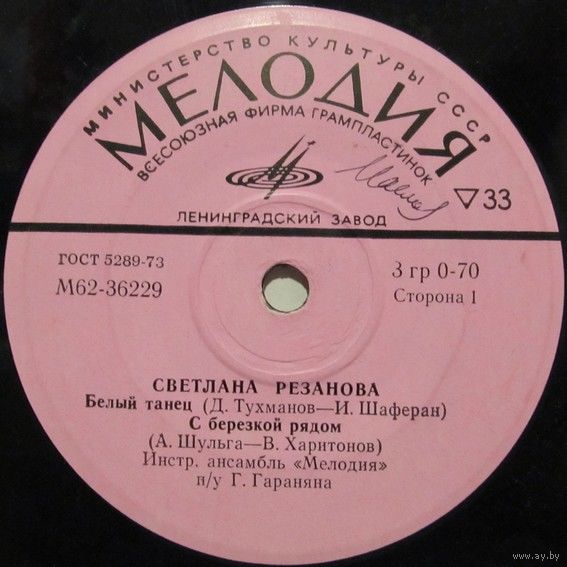 МИНИСТЕРСТВО КУЛЬТУРЫ СССР
МЕЛОДИЯ
ВСЕСОЮЗНАЯ ФИРМА ГРАМПЛАСТИНОК
33
ЛЕНИНГРАДСКИЙ ЗАВОД
ГОСТ 5289-73
М62-36229
3 гр 0-70
Сторона 1
СВЕТЛАНА РЕЗАНОВА
Белый танец (Д. Тухманов—И. Шаферан)
С березкой рядом
(А. Шульга—В. Харитонов)
Инстр. ансамбль «Мелодия»
п/у Г. Гараняна
www.ay.by